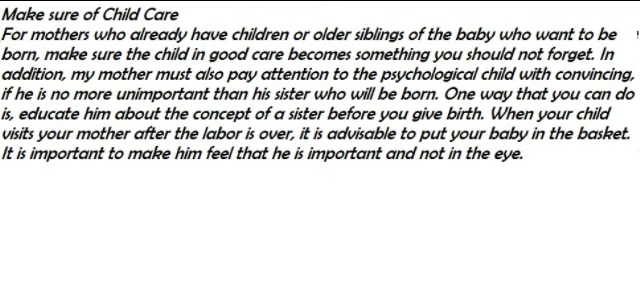 Make sure of Child Care
For mothers who already have children or older siblings of the baby who want to be
born, make sure the child in good care becomes something you should not forget. In
addition, my mother must also pay attention to the psychological child with convincing,
if he is no more unimportant than his sister who will be born. One way that you can do
is, educate him about the concept of a sister before you give birth. When your child
visits your mother after the labor is over, it is advisable to put your baby in the basket.
It is important to make him feel that he is important and not in the eye.